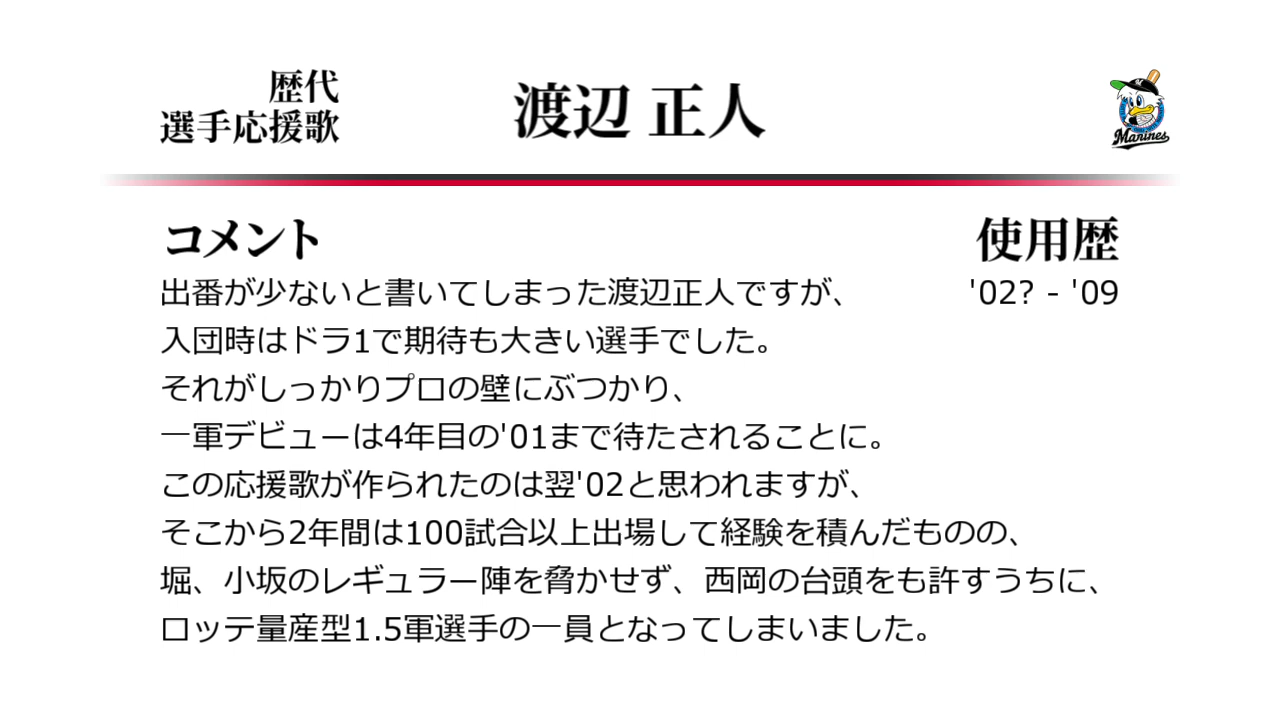 歴代
選手応援歌
渡辺 正人
Marines
コメント
使用歴
出番が少ないと書いてしまった渡辺正人ですが、
'02? - '09
入団時はドラ1で期待も大きい選手でした。
それがしっかりプロの壁にぶつかり、
一軍デビューは4年目の'01まで待たされることに。
この応援歌が作られたのは翌'02と思われますが、
そこから2年間は100試合以上出場して経験を積んだものの、
堀、小坂のレギュラー陣を脅かせず、西岡の台頭をも許すうちに、
ロッテ量産型1.5軍選手の一員となってしまいました。